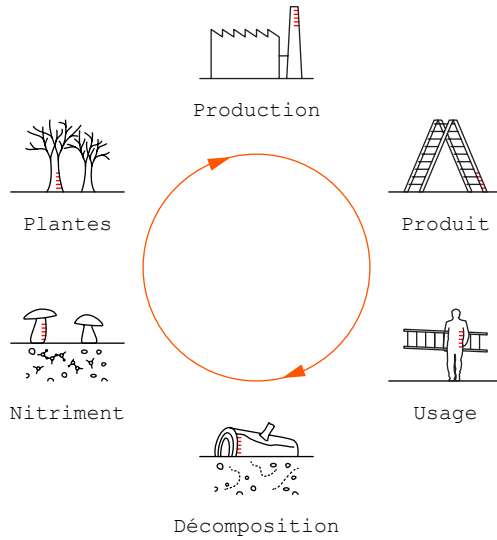 Production
Produit
Usage
Décomposition
Nitriment
Plantes